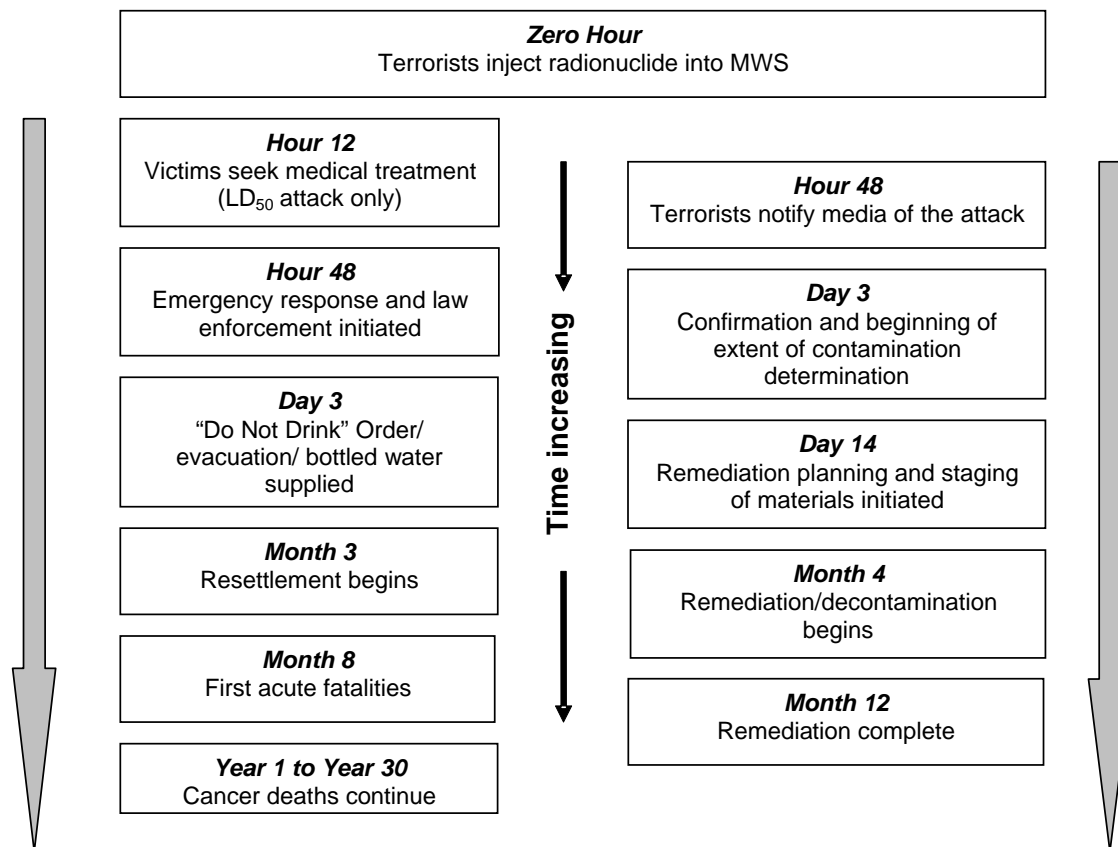 Zero Hour
Terrorists inject radionuclide into MWS
Hour 12
Victims seek medical treatment
(LD50 attack only)
Hour 48
Emergency response and law
enforcement initiated
Day 3
“Do Not Drink” Order/
evacuation/ bottled water
supplied
Month 3
Resettlement begins
Month 8
First acute fatalities
Year 1 to Year 30
Cancer deaths continue
Time increasing
Hour 48
Terrorists notify media of the attack
Day 3
Confirmation and beginning of
extent of contamination
determination
Day 14
Remediation planning and staging
of materials initiated
Month 4
Remediation/decontamination
begins
Month 12
Remediation complete